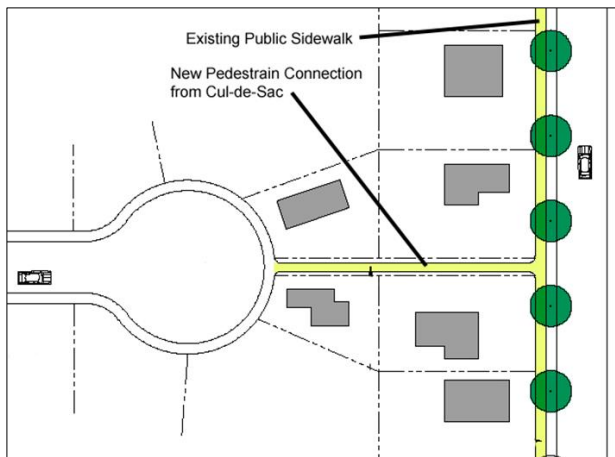 Existing Public Sidewalk
New Pedestrain Connection
from Cul-de-Sac